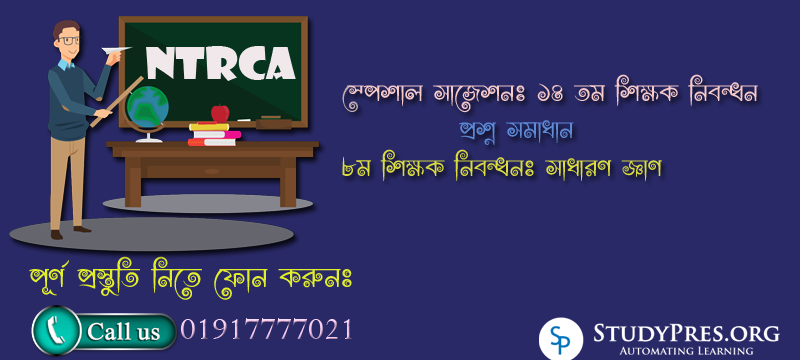 NTRCA
স্পেশাল সাজেশনঃ ১৪ তম শিক্ষক নিবন্ধন
প্রশ্ন সমাধান
৮ম শিক্ষক নিবন্ধনঃ সাধারণ জ্ঞাণ
পূর্ণ প্রস্তুতি নিতে ফোন করুনঃ
Call us 01917777021
SP STUDYPRES.ORG
AUTOMATING LEARNING